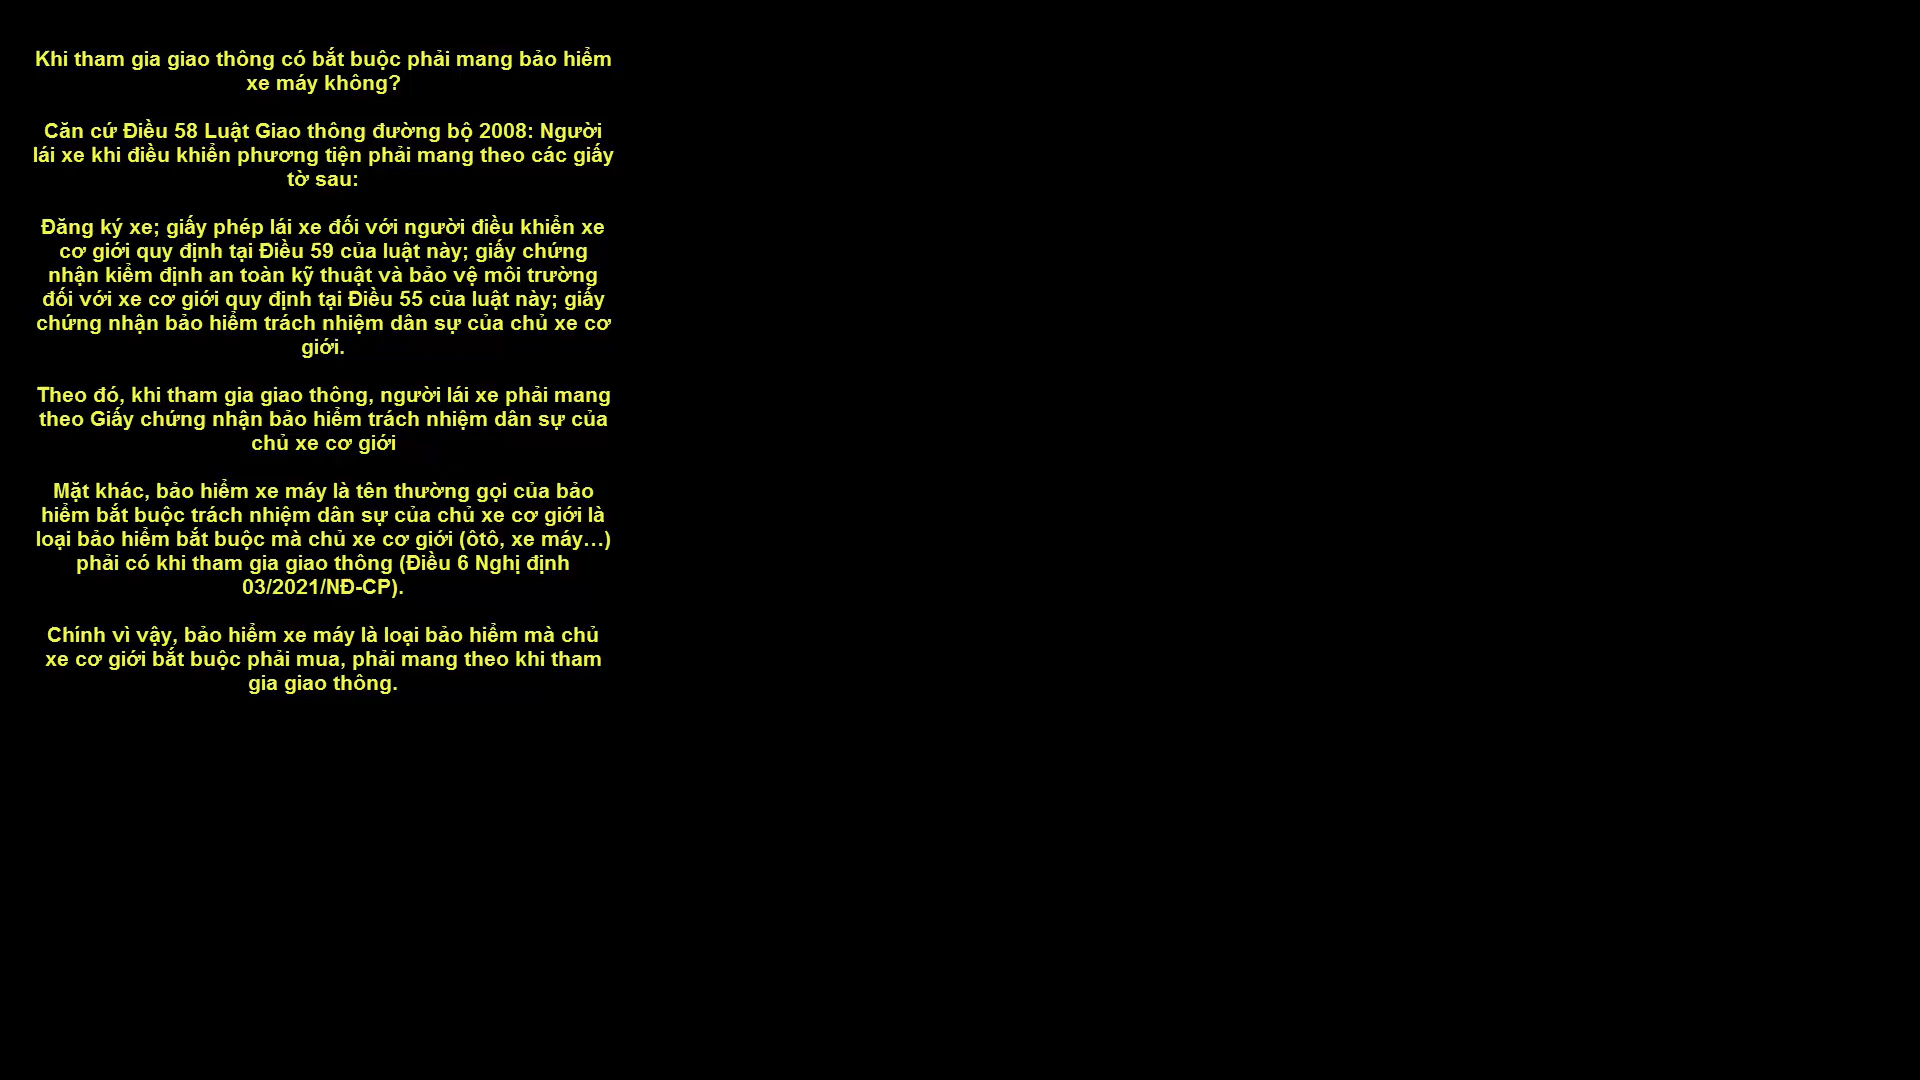 Khi tham gia giao thông có bắt buộc phải mang bảo hiểm
xe máy không?
Căn cứ Điều 58 Luật Giao thông đường bộ 2008: Người
lái xe khi điều khiển phương tiện phải mang theo các giấy
tờ sau:
Đăng ký xe; giấy phép lái xe đối với người điều khiển xe
cơ giới quy định tại Điều 59 của luật này; giấy chứng
nhận kiểm định an toàn kỹ thuật và bảo vệ môi trường
đối với xe cơ giới quy định tại Điều 55 của luật này; giấy
chứng nhận bảo hiểm trách nhiệm dân sự của chủ xe cơ
giới.
Theo đó, khi tham gia giao thông, người lái xe phải mang
theo Giấy chứng nhận bảo hiểm trách nhiệm dân sự của
chủ xe cơ giới
Mặt khác, bảo hiểm xe máy là tên thường gọi của bảo
hiểm bắt buộc trách nhiệm dân sự của chủ xe cơ giới là
loại bảo hiểm bắt buộc mà chủ xe cơ giới (ôtô, xe máy…)
phải có khi tham gia giao thông (Điều 6 Nghị định
03/2021/NĐ-CP).
Chính vì vậy, bảo hiểm xe máy là loại bảo hiểm mà chủ
xe cơ giới bắt buộc phải mua, phải mang theo khi tham
gia giao thông.